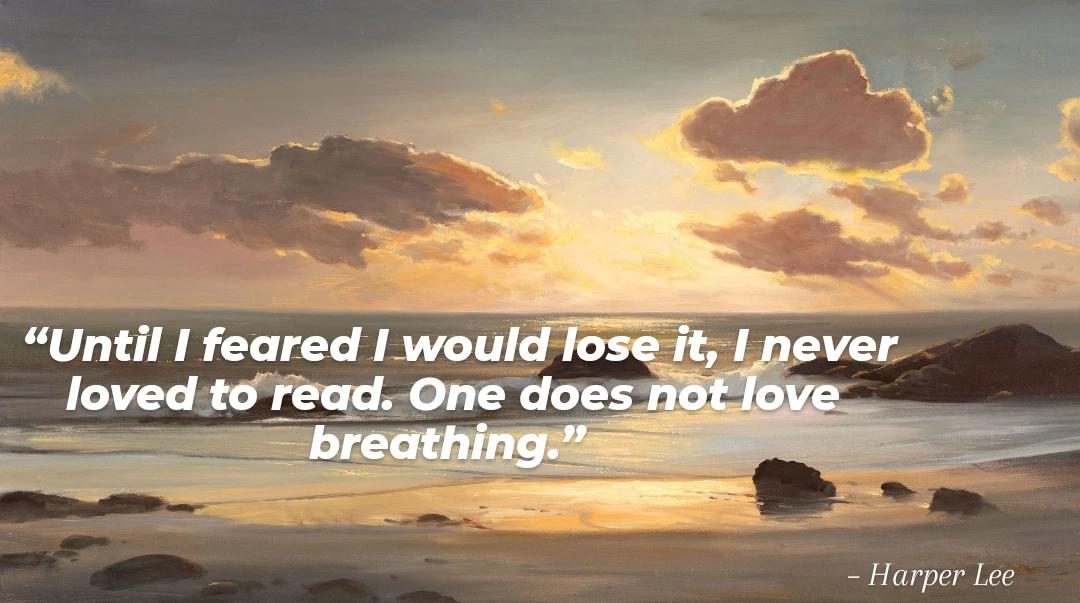 “Until I feared I would lose it, I never
loved to read. One does not love
breathing.”
– Harper Lee